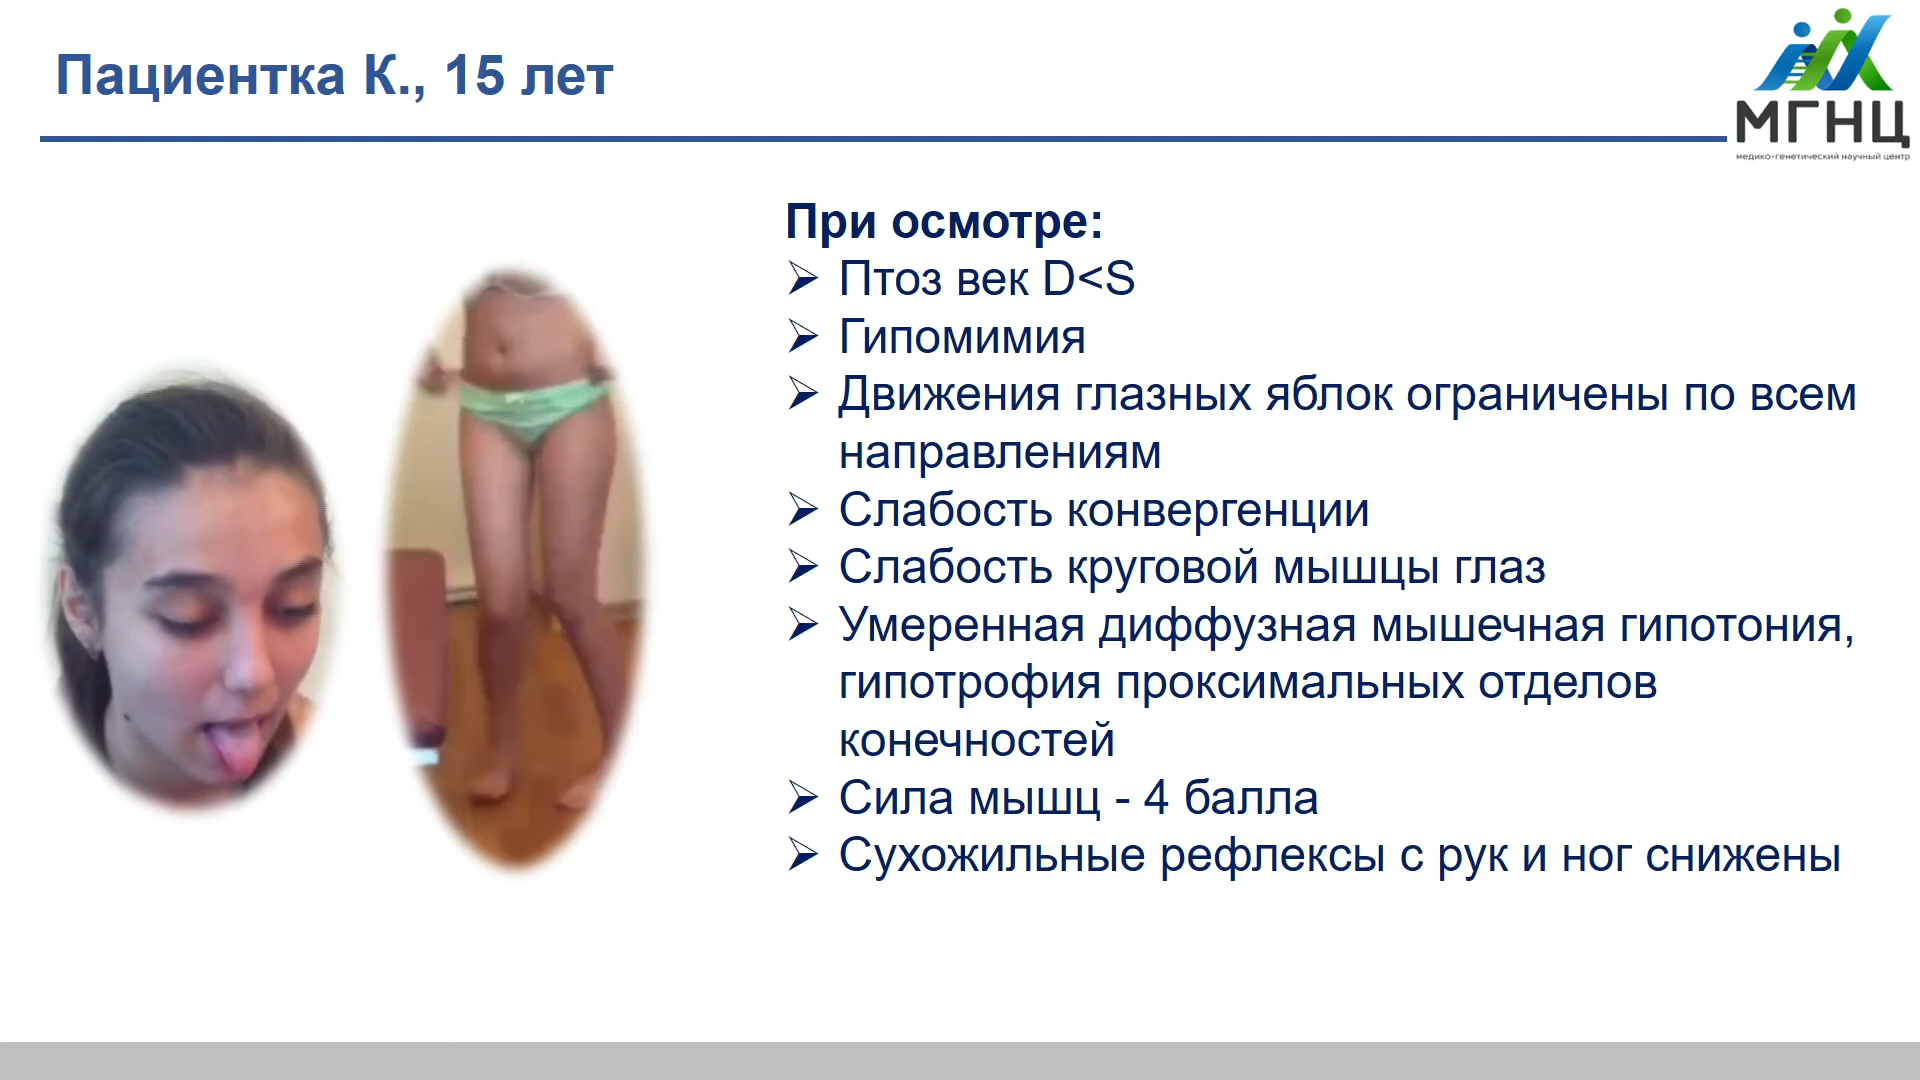 Пациентка К., 15 лет
МГНЦ
медико-генетический научный центр
При осмотре:
Птоз век D<S
Гипомимия
Движения глазных яблок ограничены по всем
направлениям
Слабость конвергенции
Слабость круговой мышцы глаз
Умеренная диффузная мышечная гипотония,
гипотрофия проксимальных отделов
конечностей
Сила мышц - 4 балла
Сухожильные рефлексы с рук и ног снижены